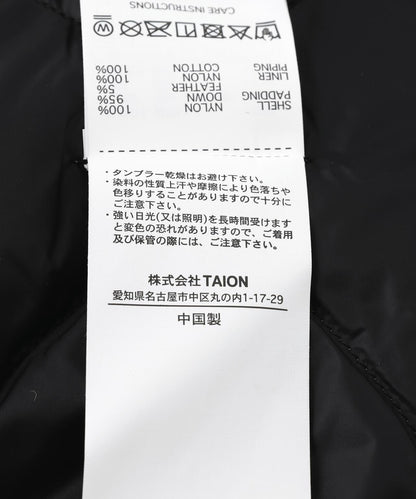 SHELL NYLON 100%
PADDING DOWN 95%
FEATHER 5%
LINER NYLON 100%
PIPING COTTON 100%
CARE INSTRUCTIONS
W
・タンブラー乾燥はお避け下さい。
・染料の性質上汗や摩擦により色落ちや
色移りすることがありますので十分に
ご注意下さい。
・強い日光(又は照明)を長時間受けます
と変色の恐れがありますので、ご着用
及び保管の際には、ご注意下さい。
株式会社 TAION
愛知県名古屋市中区丸の内1-17-29
中国製